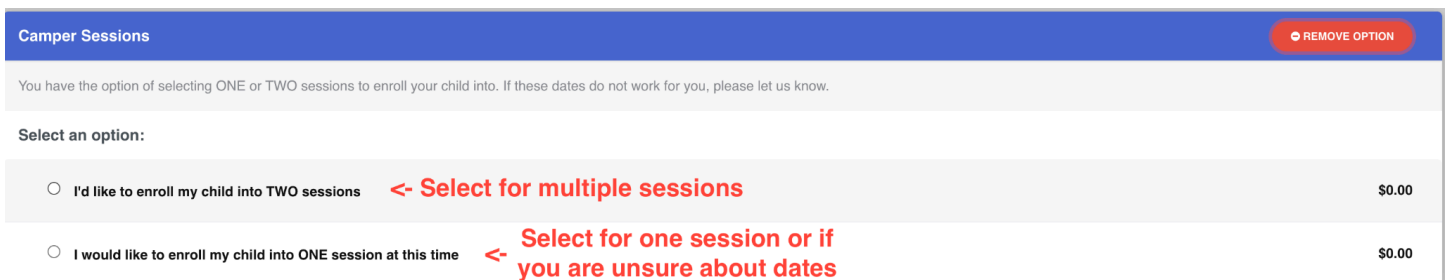 Camper Sessions
REMOVE OPTION
You have the option of selecting ONE or TWO sessions to enroll your child into. If these dates do not work for you, please let us know.
Select an option:
I'd like to enroll my child into TWO sessions <- Select for multiple sessions $0.00
I would like to enroll my child into ONE session at this time <- Select for one session or if
you are unsure about dates $0.00